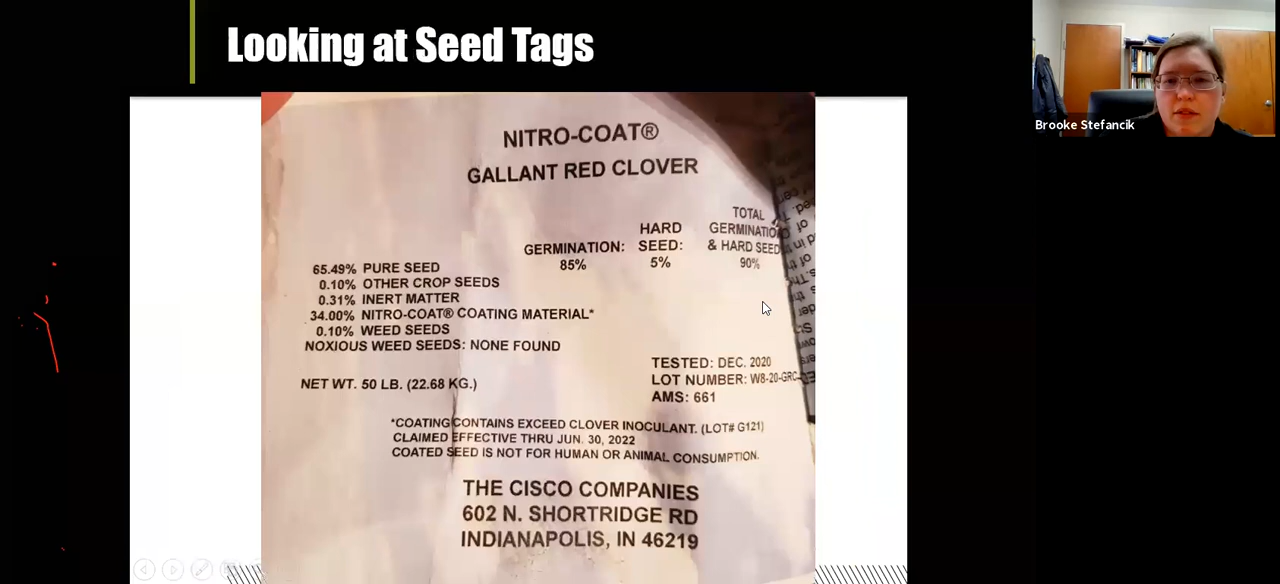 Looking at Seed Tags
Brooke Stefancik
NITRO-COAT®
GALLANT RED CLOVER
GERMINATION:
85%
HARD
SEED:
5%
TOTAL
& HARD SEED
90%
65.49% PURE SEED
0.10% OTHER CROP SEEDS
0.31% INERT MATTER
34.00% NITRO-COAT® COATING MATERIAL*
0.10% WEED SEEDS
NOXIOUS WEED SEEDS: NONE FOUND
NET WT. 50 LB. (22.68 KG.)
TESTED: DEC. 2020
LOT NUMBER: W8-20-GRC-
AMS: 661
*COATING CONTAINS EXCEED CLOVER INOCULANT. (LOT# G121)
CLAIMED EFFECTIVE THRU JUN. 30, 2022
COATED SEED IS NOT FOR HUMAN OR ANIMAL CONSUMPTION.
THE CISCO COMPANIES
602 N. SHORTRIDGE RD
INDIANAPOLIS, IN 46219